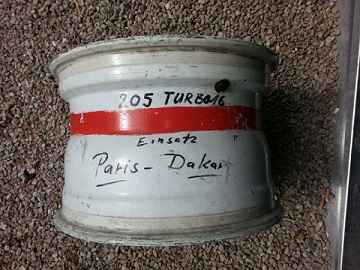 205 TURBO16
Einsatz
Paris - Dakar